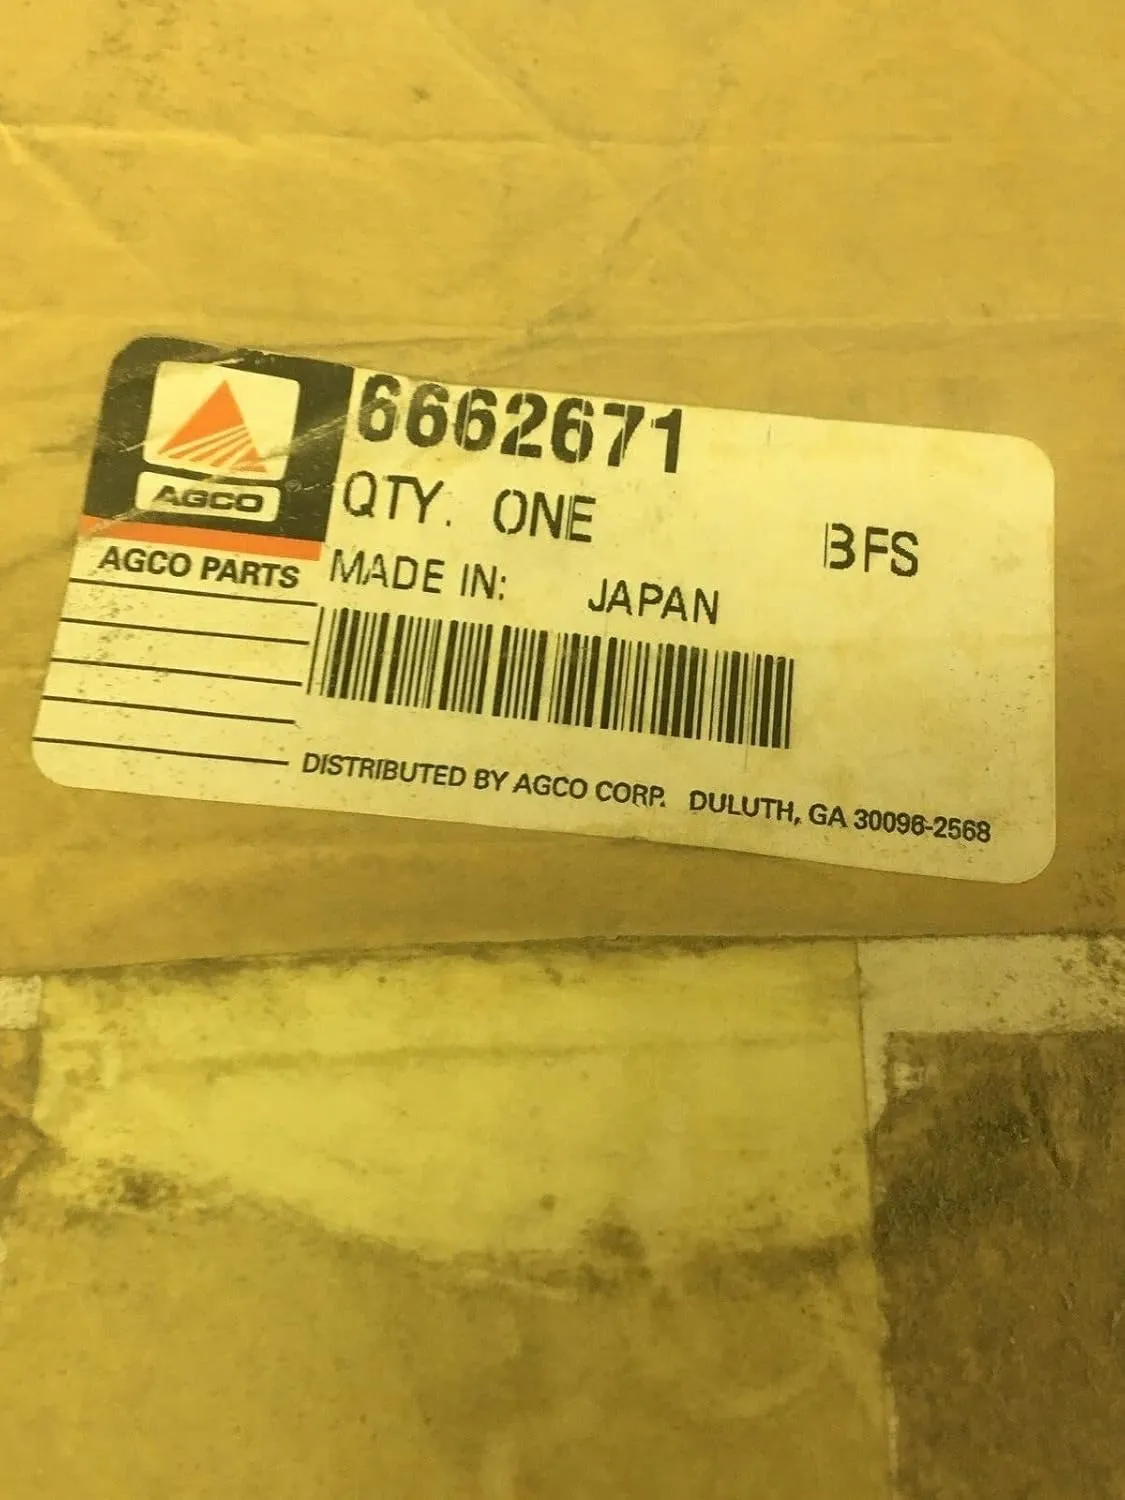 6662671
AGCO®
QTY. ONE
BFS
AGCO PARTS
MADE IN: JAPAN
DISTRIBUTED BY AGCO CORP. DULUTH, GA 30096-2568